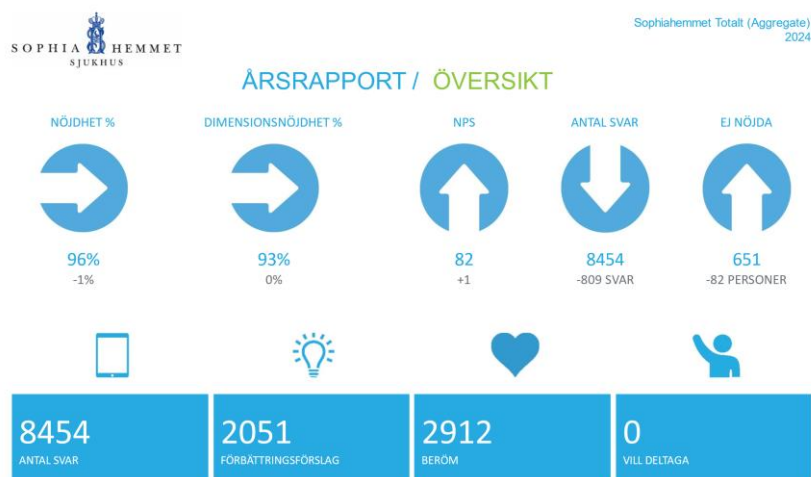 SOPHIA HEMMET
SJUKHUS
Sophiahemmet Totalt (Aggregate)
2024
ÅRSRAPPORT / ÖVERSIKT
NÖJDHET %
DIMENSIONSNÖJDHET %
NPS
ANTAL SVAR
EJ NÖJDA
96%
93%
82
8454
651
-1%
0%
+1
-809 SVAR
-82 PERSONER
8454
ANTAL SVAR
2051
FÖRBÄTTRINGSFÖRSLAG
2912
BERÖM
0
VILL DELTAGA